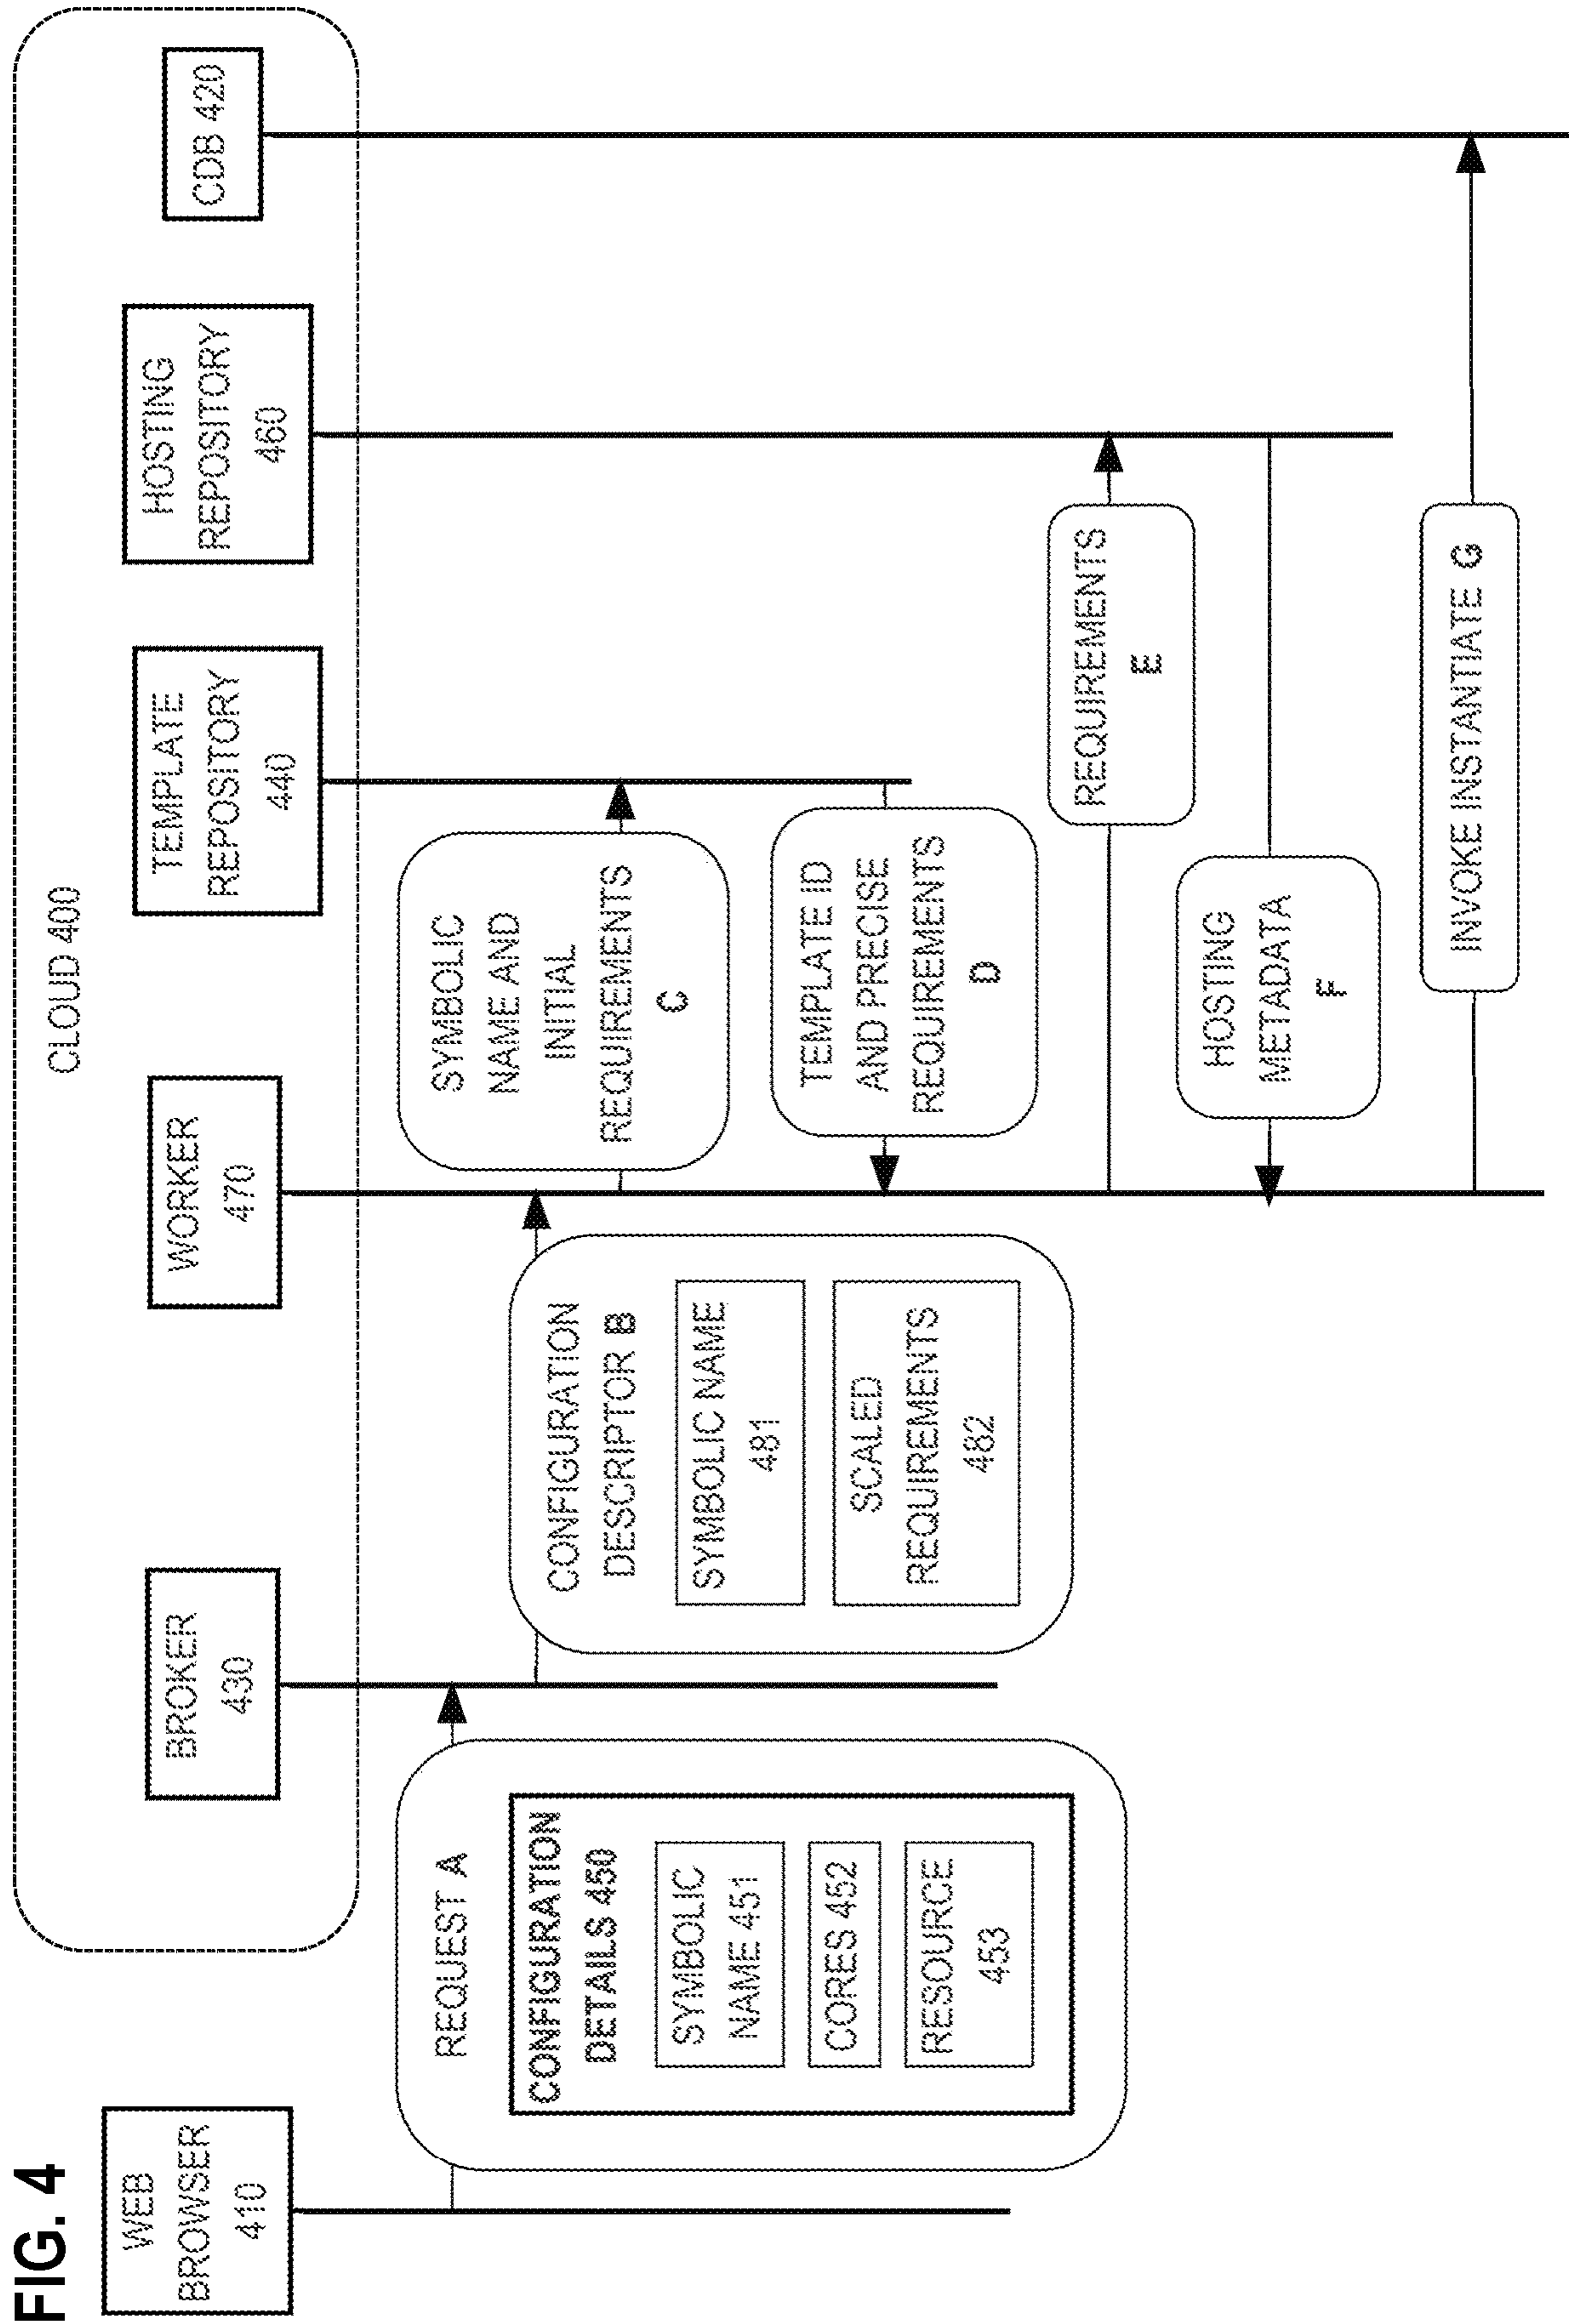 FIG. 4
CLOUD 400
WEB
BROWSER
410
BROKER
430
WORKER
470
TEMPLATE
REPOSITORY
440
HOSTING
REPOSITORY
460
CDB 420
REQUEST A
CONFIGURATION
DETAILS 450
SYMBOLIC
NAME 451
CORES 452
RESOURCE
453
CONFIGURATION
DESCRIPTOR B
SYMBOLIC NAME
481
SCALED
REQUIREMENTS
482
SYMBOLIC
NAME AND
INITIAL
REQUIREMENTS
C
TEMPLATE ID
AND PRECISE
REQUIREMENTS
D
REQUIREMENTS
E
HOSTING
METADATA
F
INVOKE INSTANTIATE G